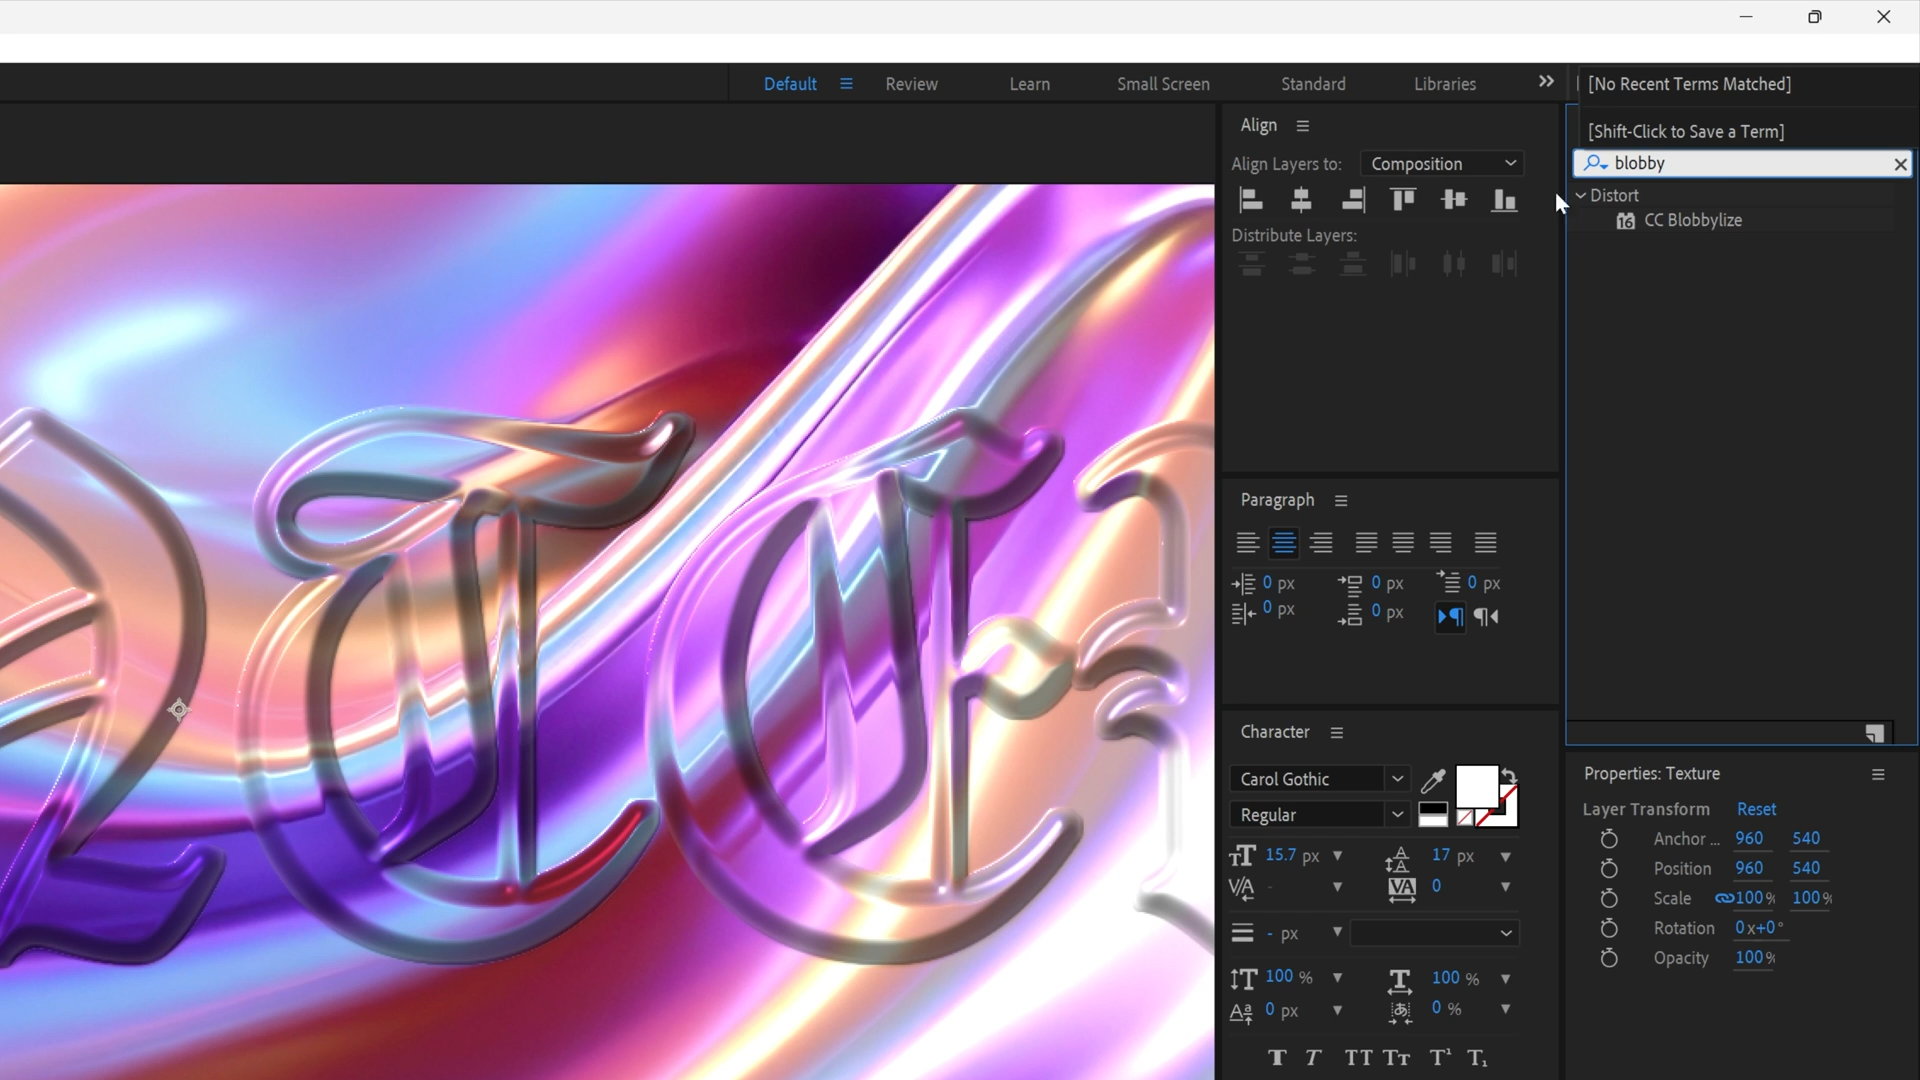 Default
Review
Learn
Small Screen
Standard
Libraries
[No Recent Terms Matched]
[Shift-Click to Save a Term]
blobby
Distort
16 CC Blobbylize
Align
Align Layers to:
Composition
Distribute Layers:
Paragraph
0 px
0 px
0 px
0 px
0 px
Character
Carol Gothic
Regular
15.7 px
17 px
-
0
- px
100 %
100 %
0 px
0 %
Properties: Texture
Layer Transform
Reset
Anchor ... 960 540
Position 960 540
Scale 100% 100%
Rotation 0x+0°
Opacity 100%